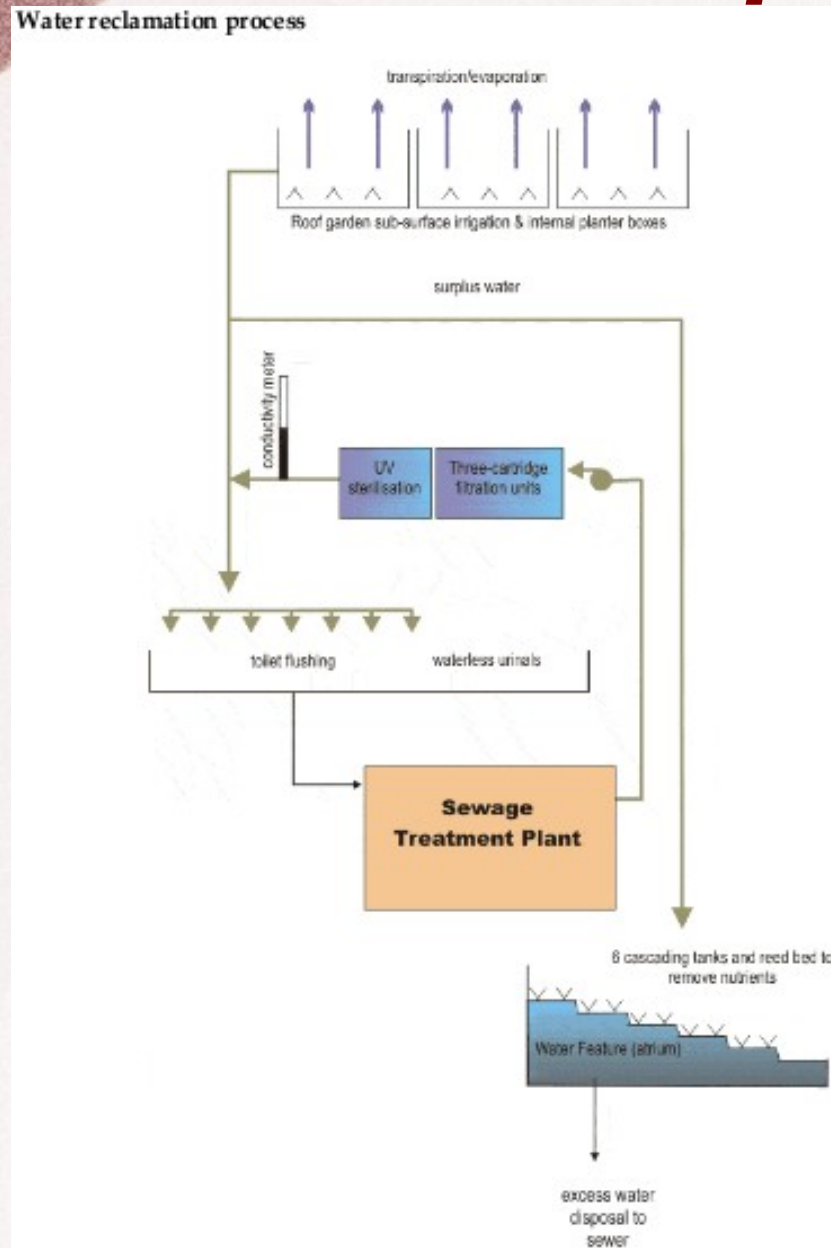 Water reclamation process
transpiration/evaporation
Roof garden sub-surface irrigation & internal planter boxes
surplus water
conductivity meter
UV
sterilisation
Three-cartridge
filtration units
toilet flushing
waterless urinals
Sewage
Treatment Plant
6 cascading tanks and reed bed to
remove nutrients
Water Feature (atrium)
excess water
disposal to
sewer